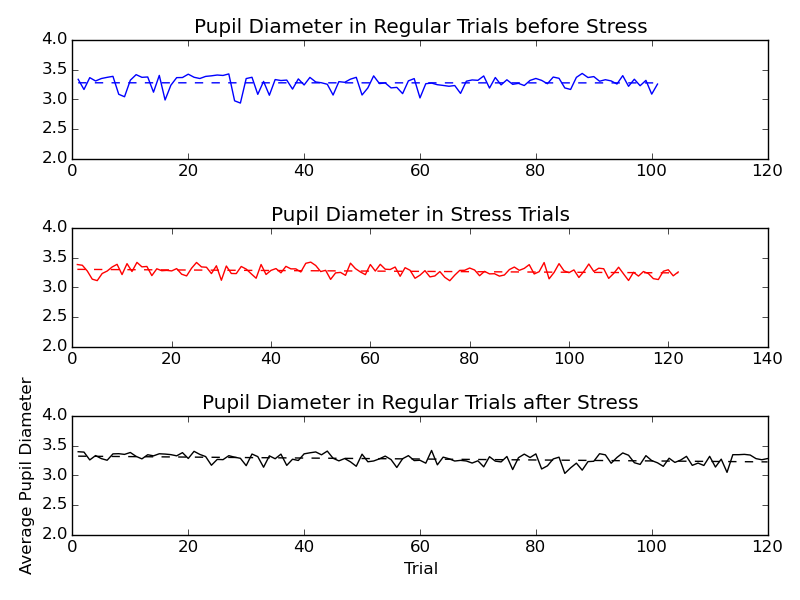 Pupil Diameter in Regular Trials before Stress
4.0
3.5
3.0
2.5
2.0
0 20 40 60 80 100 120
Pupil Diameter in Stress Trials
4.0
3.5
3.0
2.5
2.0
0 20 40 60 80 100 120 140
Pupil Diameter in Regular Trials after Stress
4.0
3.5
3.0
2.5
2.0
0 20 40 60 80 100 120
Average Pupil Diameter
Trial